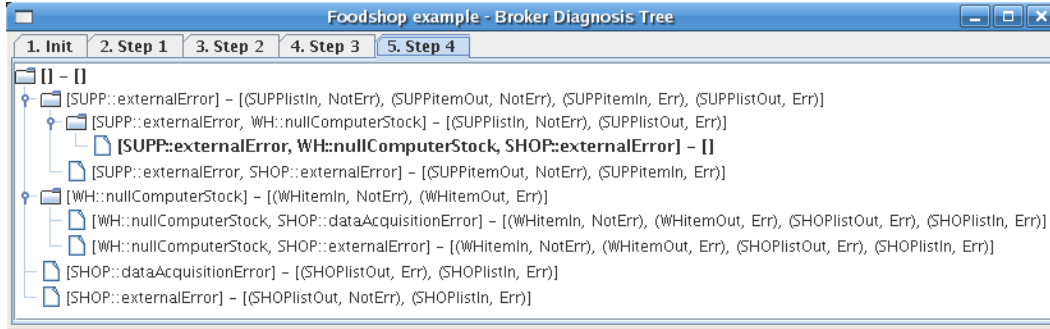 Foodshop example - Broker Diagnosis Tree
1. Init 2. Step 1 3. Step 2 4. Step 3 5. Step 4
[] - []
[SUPP::externalError] - [(SUPPlistIn, NotErr), (SUPPitemOut, NotErr), (SUPPitemIn, Err), (SUPPlistOut, Err)]
[SUPP::externalError, WH::nullComputerStock] - [(SUPPlistIn, NotErr), (SUPPlistOut, Err)]
[SUPP::externalError, WH::nullComputerStock, SHOP::externalError] - []
[SUPP::externalError, SHOP::externalError] - [(SUPPitemOut, NotErr), (SUPPitemIn, Err)]
[WH::nullComputerStock] - [(WHitemIn, NotErr), (WHitemOut, Err)]
[WH::nullComputerStock, SHOP::dataAcquisitionError] - [(WHitemIn, NotErr), (WHitemOut, Err), (SHOPlistOut, Err), (SHOPlistIn, Err)]
[WH::nullComputerStock, SHOP::externalError] - [(WHitemIn, NotErr), (WHitemOut, Err), (SHOPlistOut, Err), (SHOPlistIn, Err)]
[SHOP::dataAcquisitionError] - [(SHOPlistOut, Err), (SHOPlistIn, Err)]
[SHOP::externalError] - [(SHOPlistOut, NotErr), (SHOPlistIn, Err)]